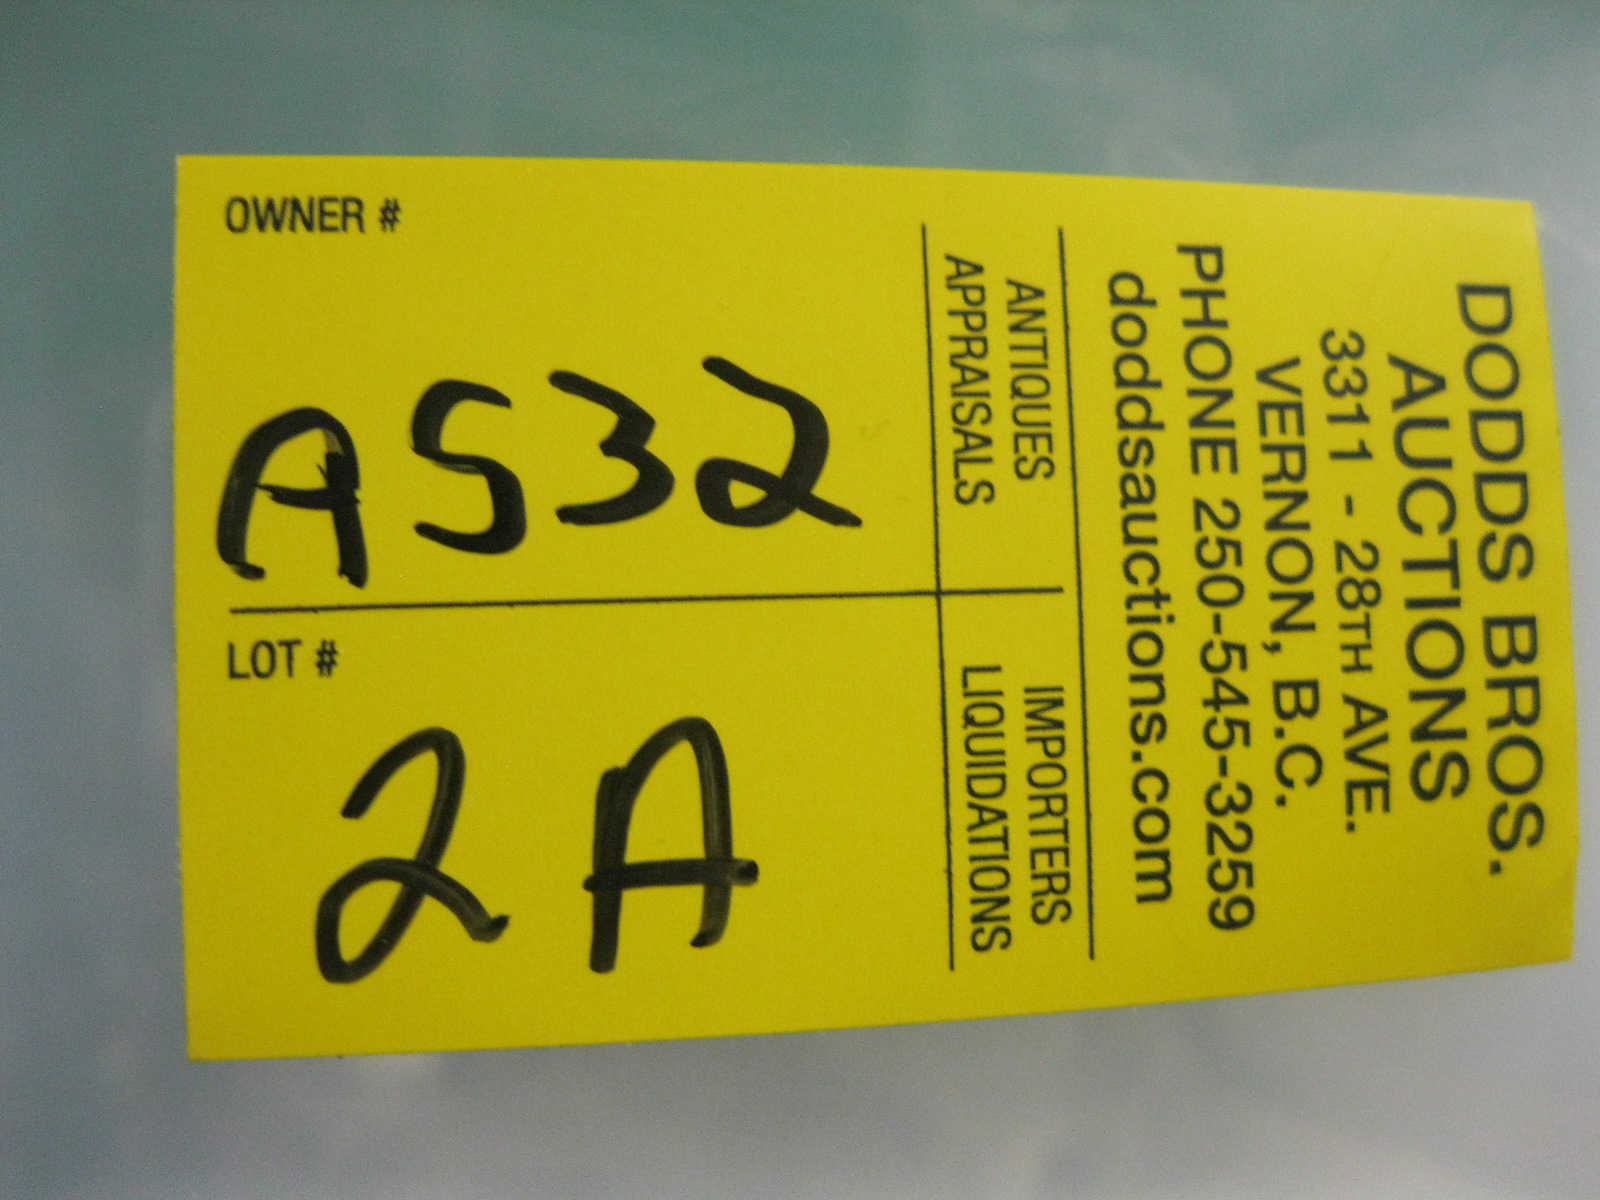 DODDS BROS.
AUCTIONS
3311 - 28TH AVE.
VERNON, B.C.
PHONE 250-545-3259
doddsauctions.com
ANTIQUES
APPRAISALS
IMPORTERS
LIQUIDATIONS
OWNER #
A532
LOT #
2A